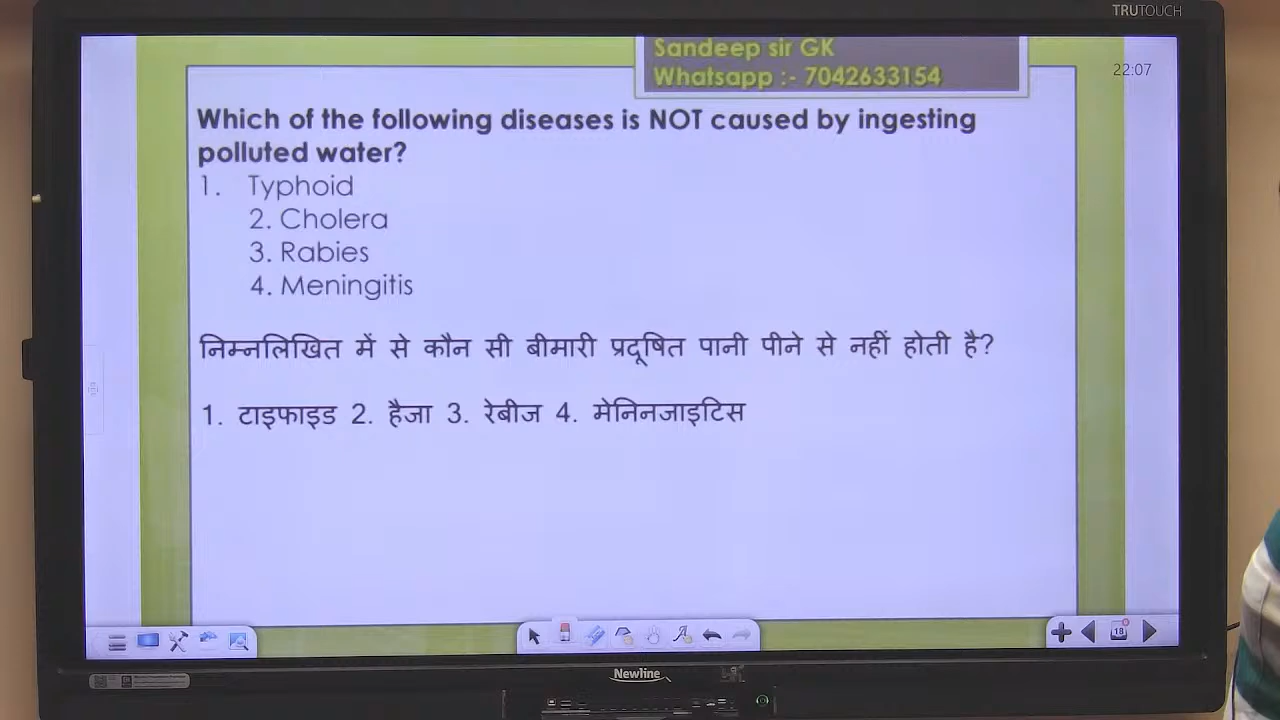 TRUTOUCH
Sandeep sir GK
Whatsapp :- 7042633154
22:07
Which of the following diseases is NOT caused by ingesting
polluted water?
1. Typhoid
2. Cholera
3. Rabies
4. Meningitis
निम्नलिखित में से कौन सी बीमारी प्रदूषित पानी पीने से नहीं होती है?
1. टाइफाइड 2. हैजा 3. रेबीज 4. मेनिनजाइटिस
18
Newline